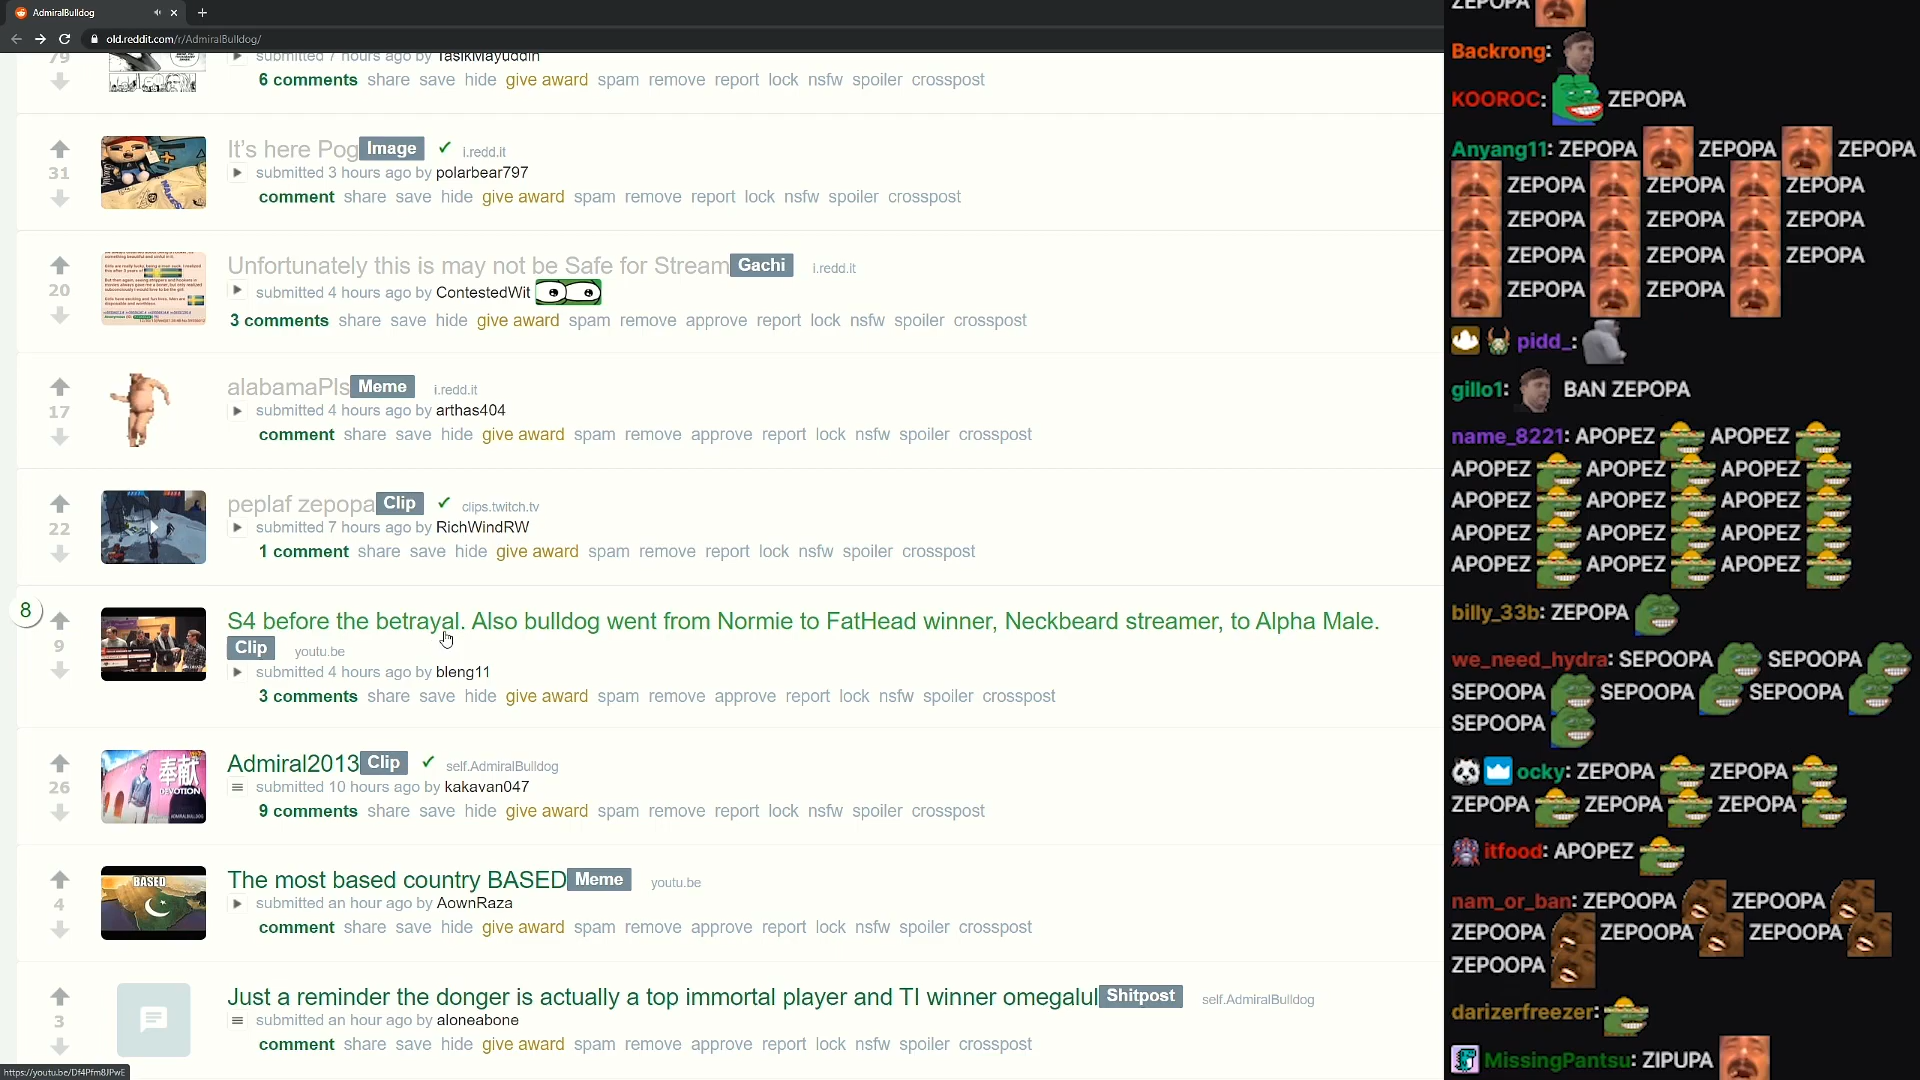 AdmiralBulldog
old.reddit.com/r/AdmiralBulldog/
79
submitted 7 hours ago by TasikMayuddin
6 comments share save hide give award spam remove report lock nsfw spoiler crosspost
31
It's here Pog Image ✔ i.redd.it
submitted 3 hours ago by polarbear797
comment share save hide give award spam remove report lock nsfw spoiler crosspost
20
Unfortunately this is may not be Safe for Stream Gachi i.redd.it
submitted 4 hours ago by ContestedWit
3 comments share save hide give award spam remove approve report lock nsfw spoiler crosspost
17
alabamaPls Meme i.redd.it
submitted 4 hours ago by arthas404
comment share save hide give award spam remove approve report lock nsfw spoiler crosspost
22
peplaf zepopa Clip ✔ clips.twitch.tv
submitted 7 hours ago by RichWindRW
1 comment share save hide give award spam remove report lock nsfw spoiler crosspost
8
9
S4 before the betrayal. Also bulldog went from Normie to FatHead winner, Neckbeard streamer, to Alpha Male.
Clip youtu.be
submitted 4 hours ago by bleng11
3 comments share save hide give award spam remove approve report lock nsfw spoiler crosspost
26
奉献
DEVOTION
ADMIRALBULLDOG
Admiral2013 Clip ✔ self.AdmiralBulldog
submitted 10 hours ago by kakavan047
9 comments share save hide give award spam remove report lock nsfw spoiler crosspost
4
BASED
The most based country BASED Meme youtu.be
submitted an hour ago by AownRaza
comment share save hide give award spam remove approve report lock nsfw spoiler crosspost
3
Just a reminder the donger is actually a top immortal player and TI winner omegalul Shitpost self.AdmiralBulldog
submitted an hour ago by aloneabone
comment share save hide give award spam remove approve report lock nsfw spoiler crosspost
https://youtu.be/Df4Pfm8JPwE
ZEPOPA
Backrong:
KOOROC: ZEPOPA
Anyang11: ZEPOPA ZEPOPA ZEPOPA
ZEPOPA ZEPOPA ZEPOPA
ZEPOPA ZEPOPA ZEPOPA
ZEPOPA ZEPOPA ZEPOPA
ZEPOPA ZEPOPA
pidd_:
gillo1: BAN ZEPOPA
name_8221: APOPEZ APOPEZ
APOPEZ APOPEZ APOPEZ
APOPEZ APOPEZ APOPEZ
APOPEZ APOPEZ APOPEZ
APOPEZ APOPEZ APOPEZ
billy_33b: ZEPOPA
we_need_hydra: SEPOOPA SEPOOPA
SEPOOPA SEPOOPA SEPOOPA
SEPOOPA
ocky: ZEPOPA ZEPOPA
ZEPOPA ZEPOPA ZEPOPA
itfood: APOPEZ
nam_or_ban: ZEPOOPA ZEPOOPA
ZEPOOPA ZEPOOPA ZEPOOPA
ZEPOOPA
darizerfreezer:
MissingPantsu: ZIPUPA